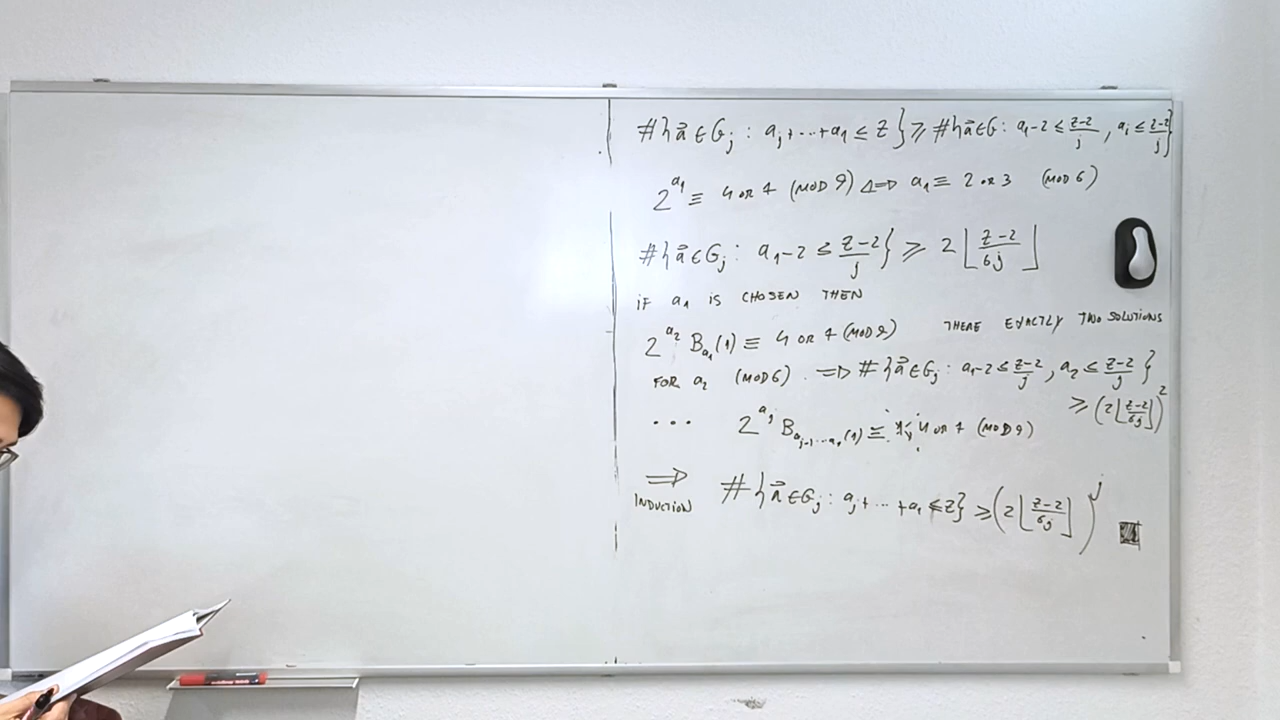 #{a⃗ ∈ G_j : a_j + ... + a_1 ≤ z} ≥ #{a⃗ ∈ G : a_1 - 2 ≤ (z-2)/j, a_i ≤ (z-2)/j}
2^{a_1} ≡ 4 OR 7 (MOD 9) ⟺ a_1 ≡ 2 OR 3 (MOD 6)
#{a⃗ ∈ G_j : a_1 - 2 ≤ (z-2)/j} ≥ 2⌊(z-2)/(6j)⌋
IF a_1 IS CHOSEN THEN
2^{a_2} B_{a_1}(1) ≡ 4 OR 7 (MOD 9) THERE EXACTLY TWO SOLUTIONS
FOR a_2 (MOD 6). ⟹ #{a⃗ ∈ G_j : a_1 - 2 ≤ (z-2)/j, a_2 ≤ (z-2)/j}
≥ (2⌊(z-2)/(6j)⌋)^2
... 2^{a_j} B_{a_{j-1}...a_1}(1) ≡ 4 OR 7 (MOD 9)
⟹ #{a⃗ ∈ G_j : a_j + ... + a_1 ≤ z} ≥ (2⌊(z-2)/(6j)⌋)^j
INDUCTION